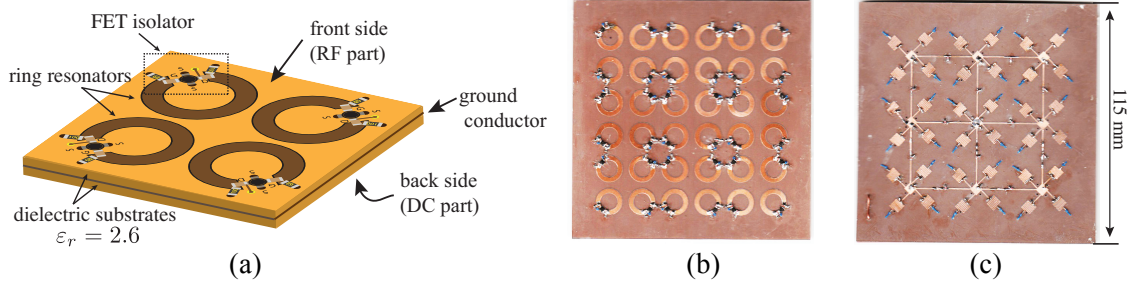 FET isolator
front side
(RF part)
ring resonators
ground
conductor
back side
(DC part)
dielectric substrates
εr = 2.6
115 mm
(a)
(b)
(c)